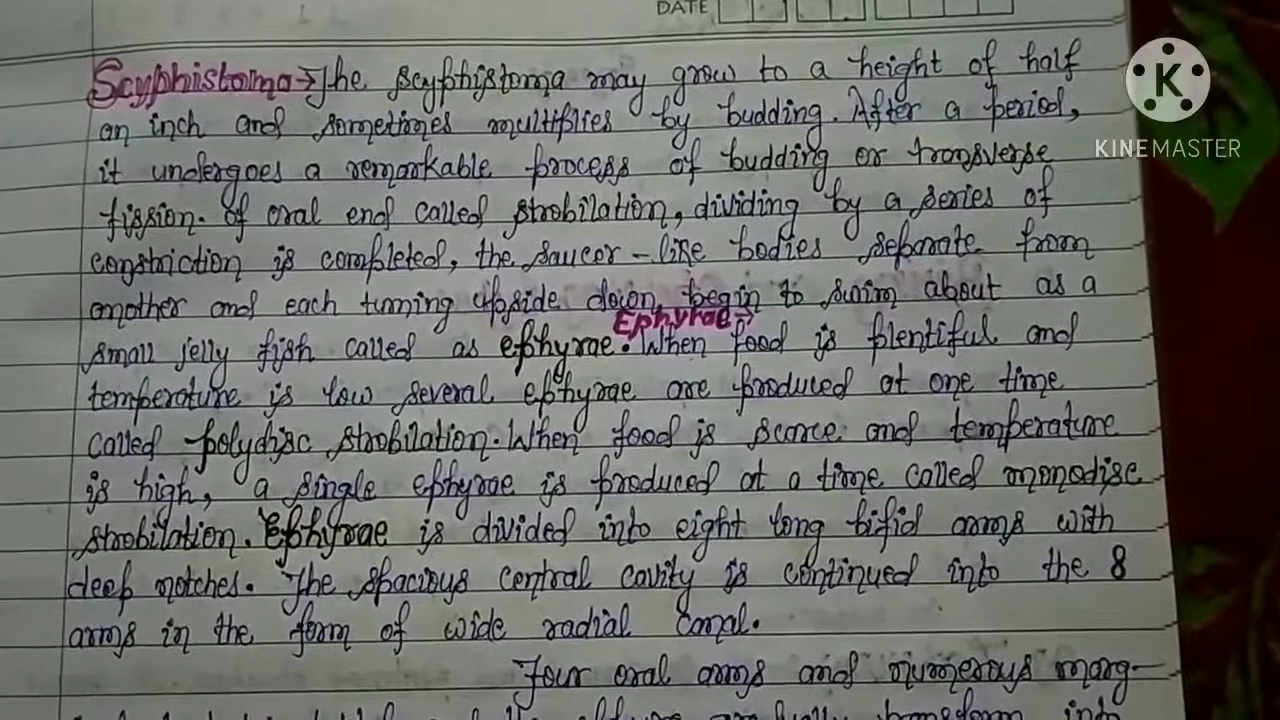 DATE
K
KINEMASTER
Scyphistoma → The scyphistoma may grow to a height of half
an inch and sometimes multiplies by budding. After a period,
it undergoes a remarkable process of budding or transverse
fission. of oral end called strobilation, dividing by a series of
constriction is completed, the saucer-like bodies separate from
another and each turning upside down, begin to swim about as a
Ephyrae →
small jelly fish called as ephyrae. When food is plentiful and
temperature is low several ephyrae are produced at one time
called polydisc strobilation. When food is scarce and temperature
is high, a single ephyrae is produced at a time called monodisc
strobilation. Ephyrae is divided into eight long bifid arms with
deep notches. The spacious central cavity is continued into the 8
arms in the form of wide radial canal.
Four oral arms and numerous marg-
transform into